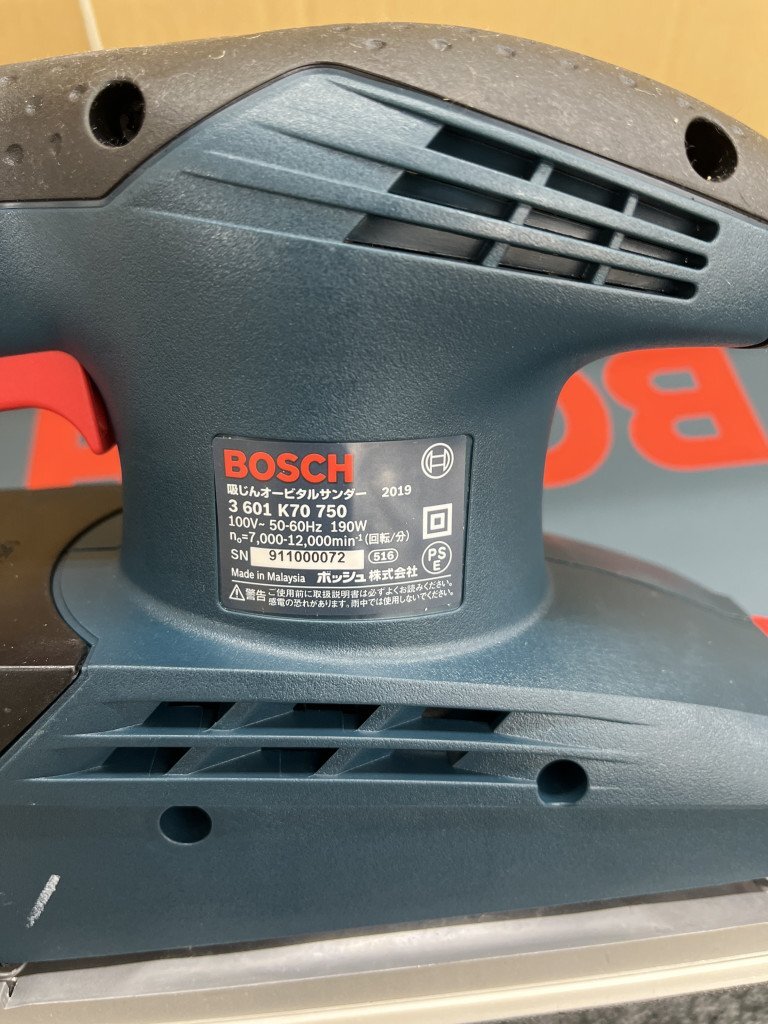 BOSCH
吸じんオービタルサンダー 2019
3 601 K70 750
100V~ 50-60Hz 190W
n₀=7,000-12,000min⁻¹(回転/分)
SN 911000072 516
PS E
Made in Malaysia ボッシュ株式会社
警告 ご使用前に取扱説明書は必ずよくお読みください。
感電の恐れがあります。雨中では使用しないでください。